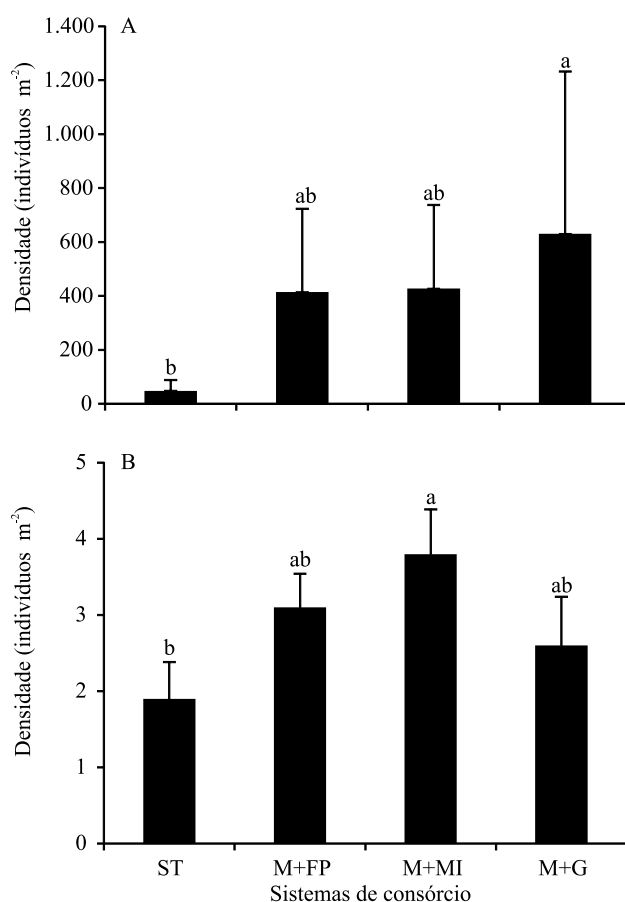 A
1.400
1.200
1.000
800
600
400
200
0
Densidade (indivíduos m-2)
b
ab
ab
a
B
5
4
3
2
1
0
Densidade (indivíduos m-2)
b
ab
a
ab
ST M+FP M+MI M+G
Sistemas de consórcio